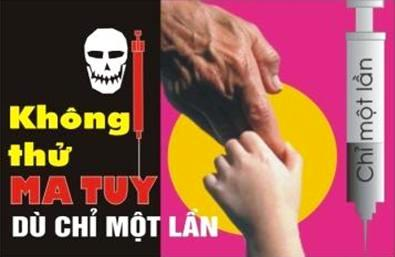 Không
thử
MA TUY
DÙ CHỈ MỘT LẦN
Chỉ một lần